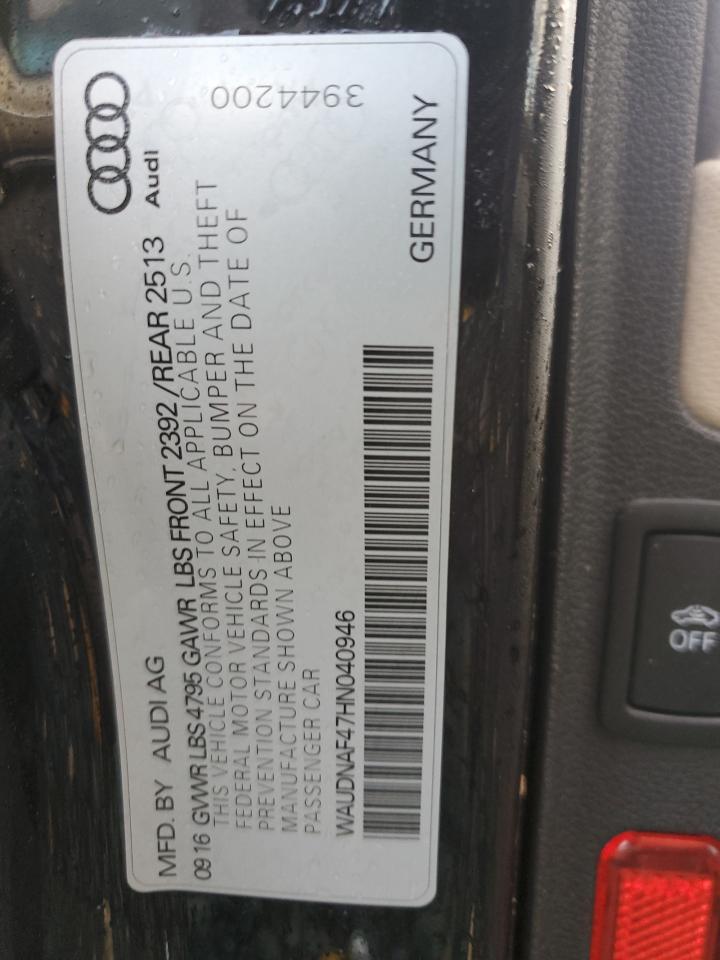 MFD. BY AUDI AG
Audi
09 16 GVWR LBS 4795 GAWR LBS FRONT 2392 /REAR 2513
THIS VEHICLE CONFORMS TO ALL APPLICABLE U.S.
FEDERAL MOTOR VEHICLE SAFETY, BUMPER AND THEFT
PREVENTION STANDARDS IN EFFECT ON THE DATE OF
MANUFACTURE SHOWN ABOVE
PASSENGER CAR
3944200
WAUDNAF47HN040946
GERMANY
OFF